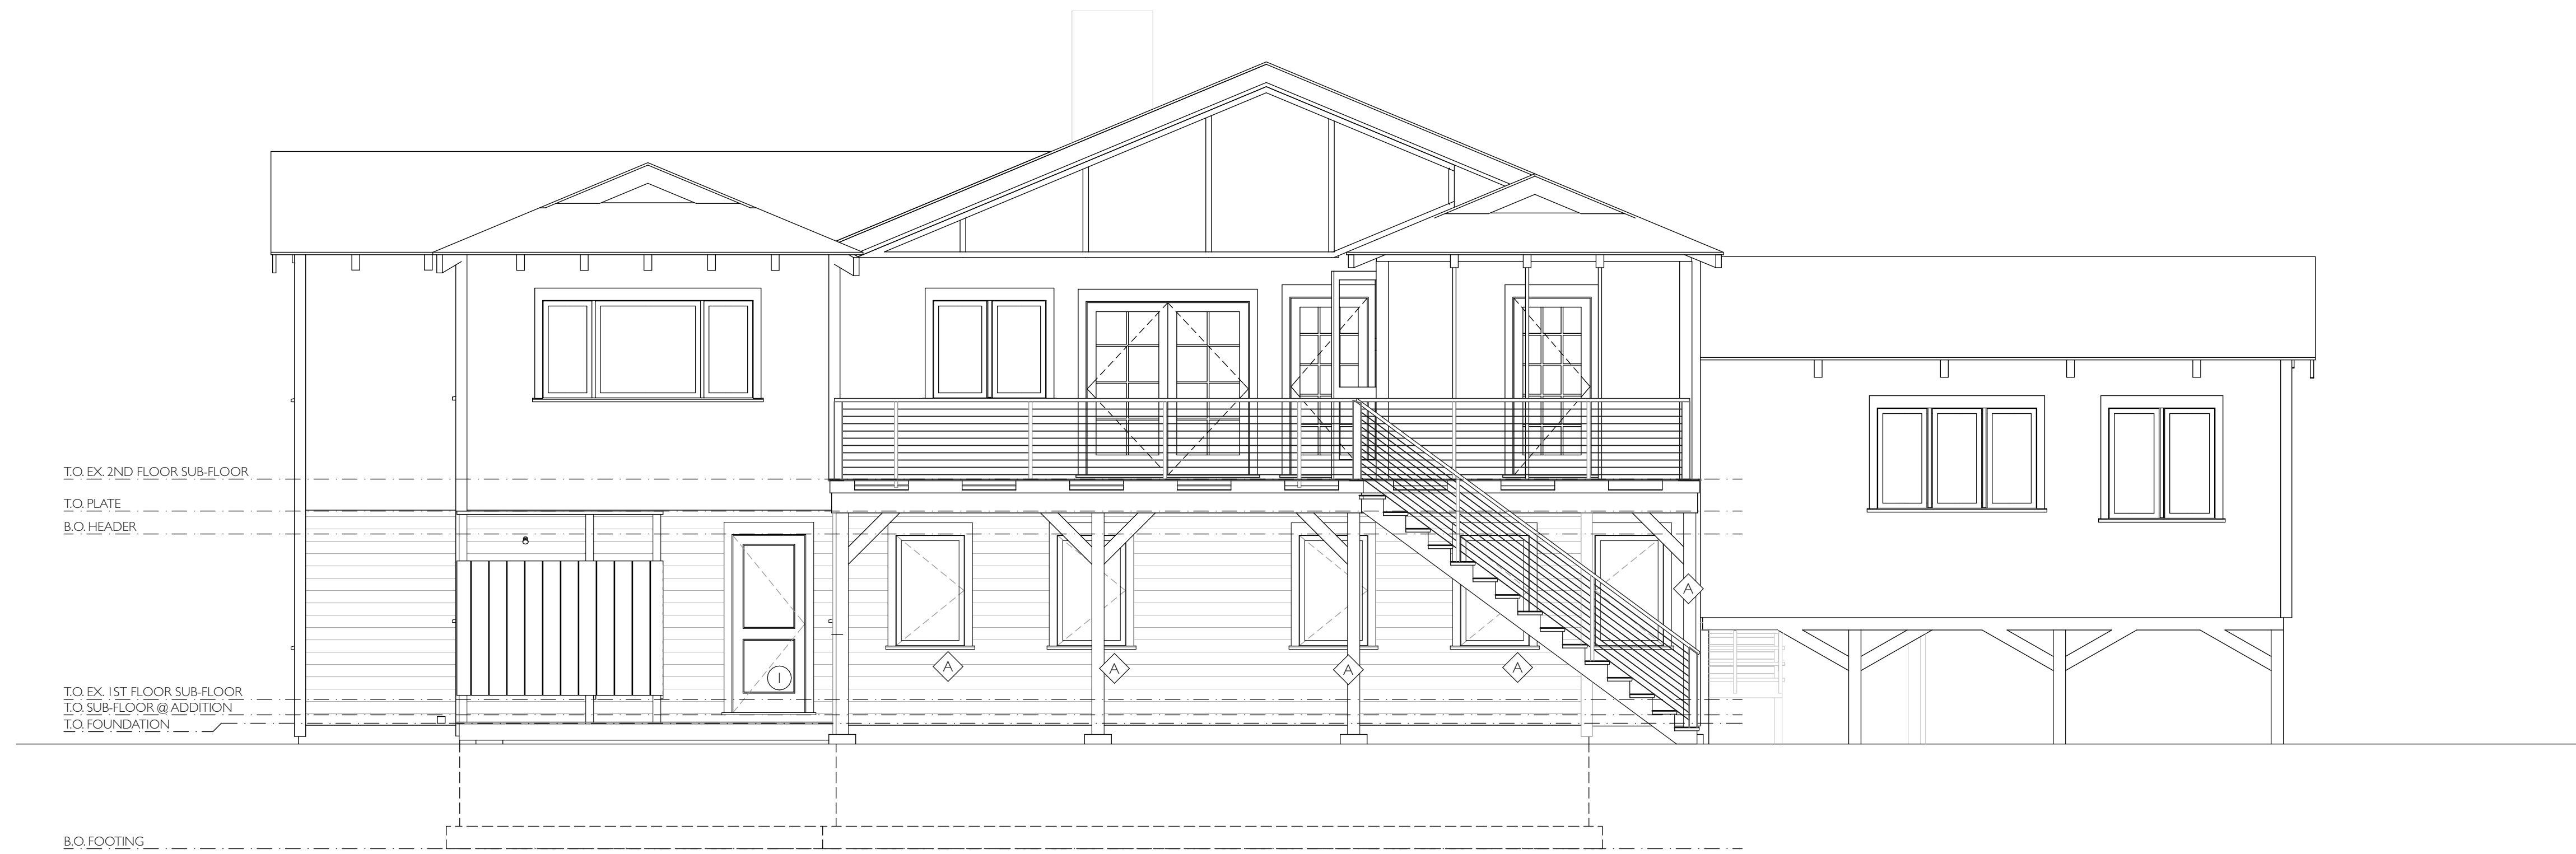 T.O. EX. 2ND FLOOR SUB-FLOOR
T.O. PLATE
B.O. HEADER
A
A
A
A
A
1
T.O. EX. 1ST FLOOR SUB-FLOOR
T.O. SUB-FLOOR @ ADDITION
T.O. FOUNDATION
B.O. FOOTING